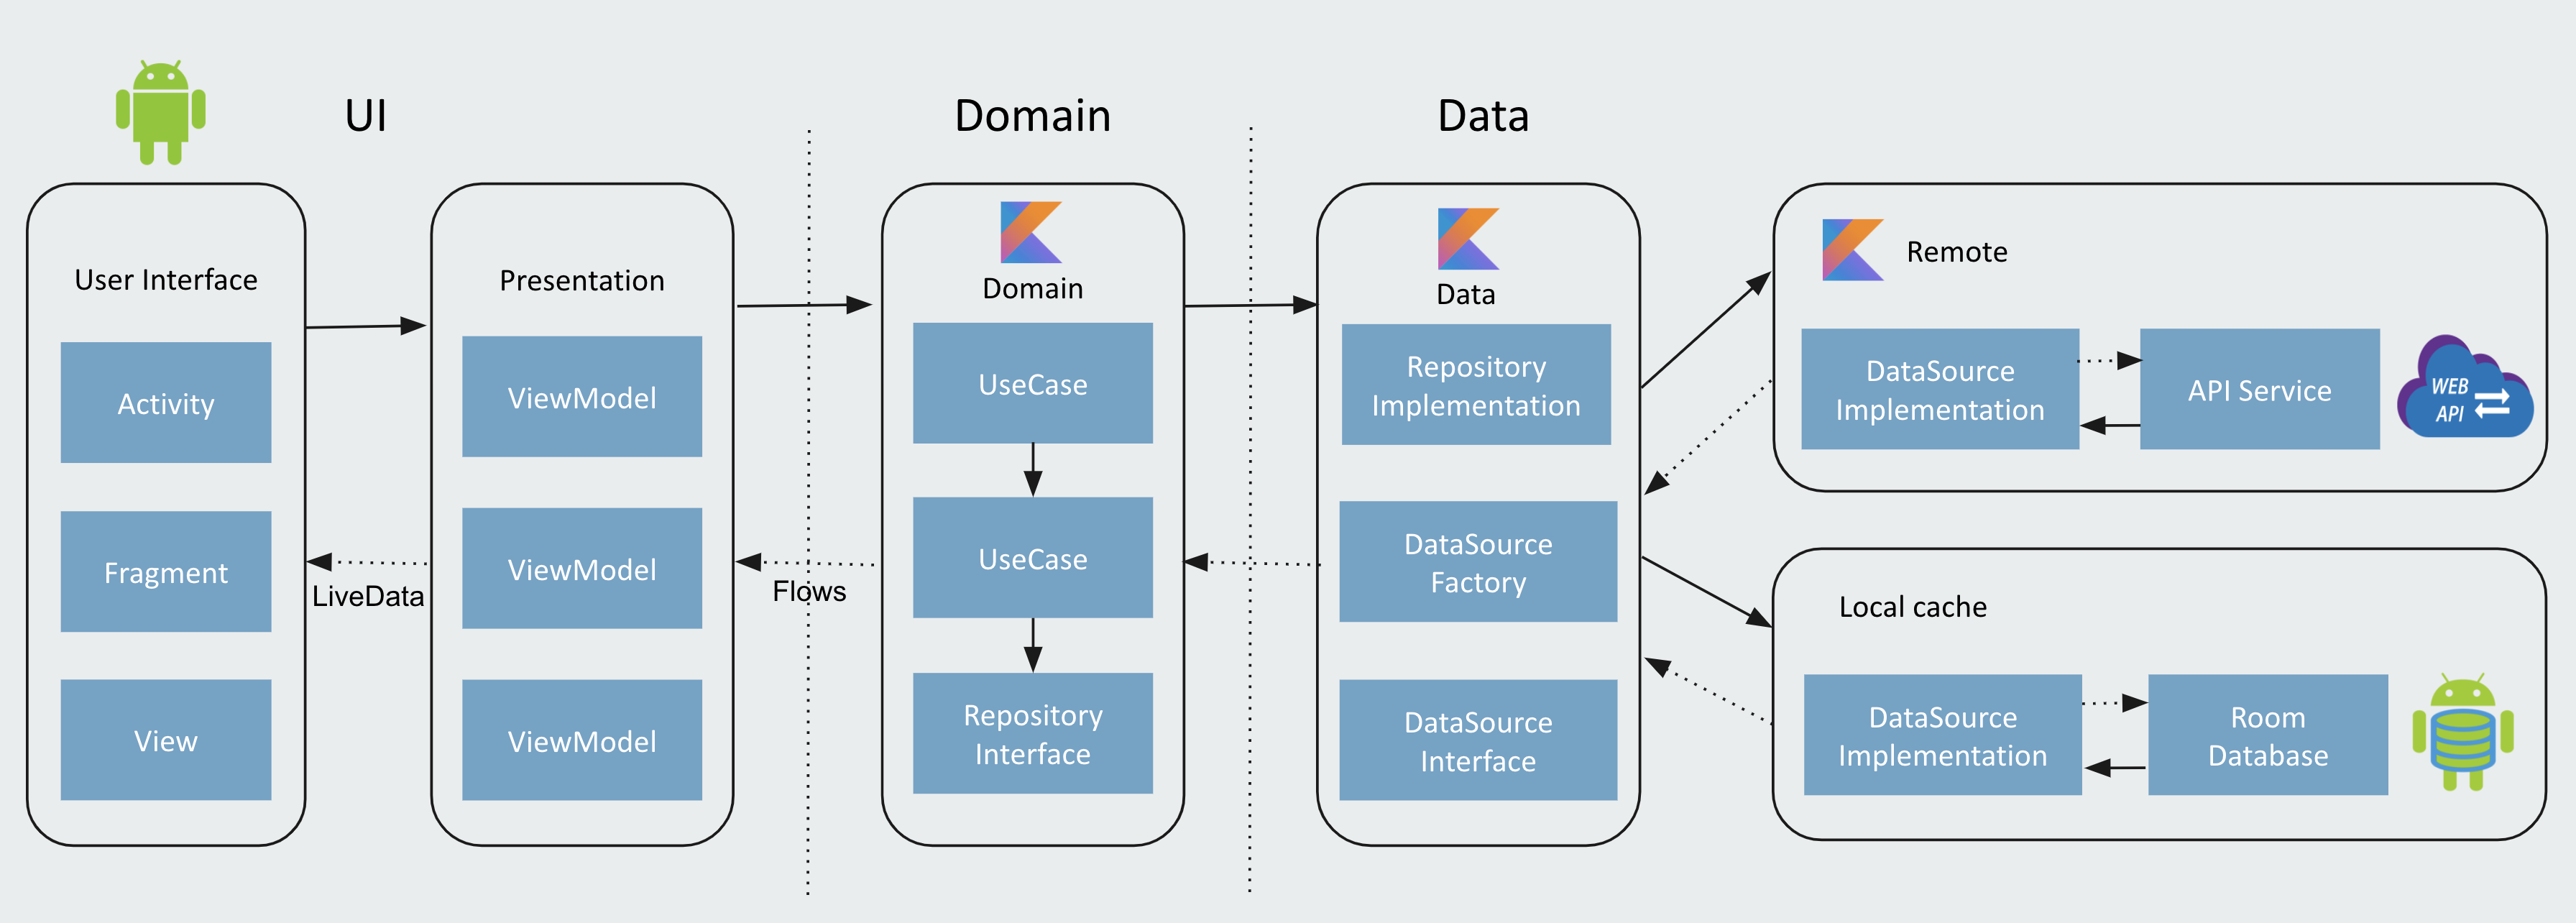 UI
Domain
Data
User Interface
Activity
Fragment
View
LiveData
Presentation
ViewModel
ViewModel
ViewModel
Flows
Domain
UseCase
UseCase
Repository
Interface
Data
Repository
Implementation
DataSource
Factory
DataSource
Interface
Remote
DataSource
Implementation
API Service
WEB
API
Local cache
DataSource
Implementation
Room
Database